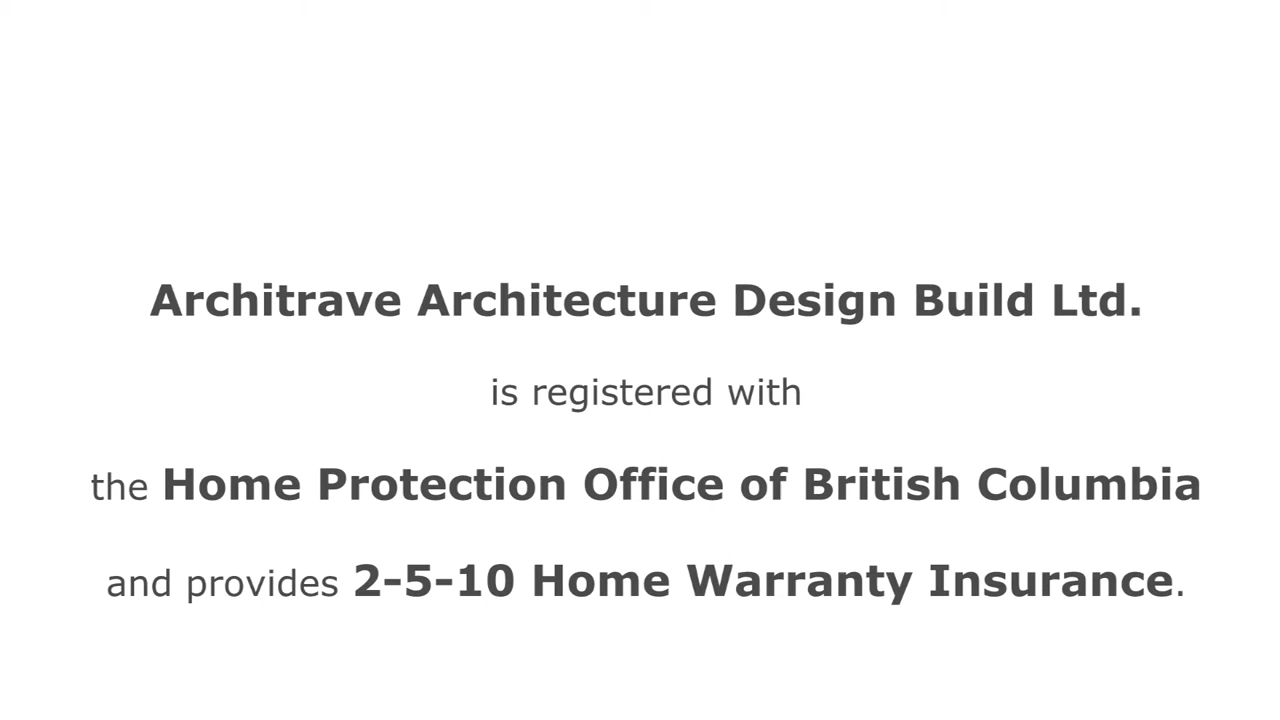 Architrave Architecture Design Build Ltd.
is registered with
the Home Protection Office of British Columbia
and provides 2-5-10 Home Warranty Insurance.